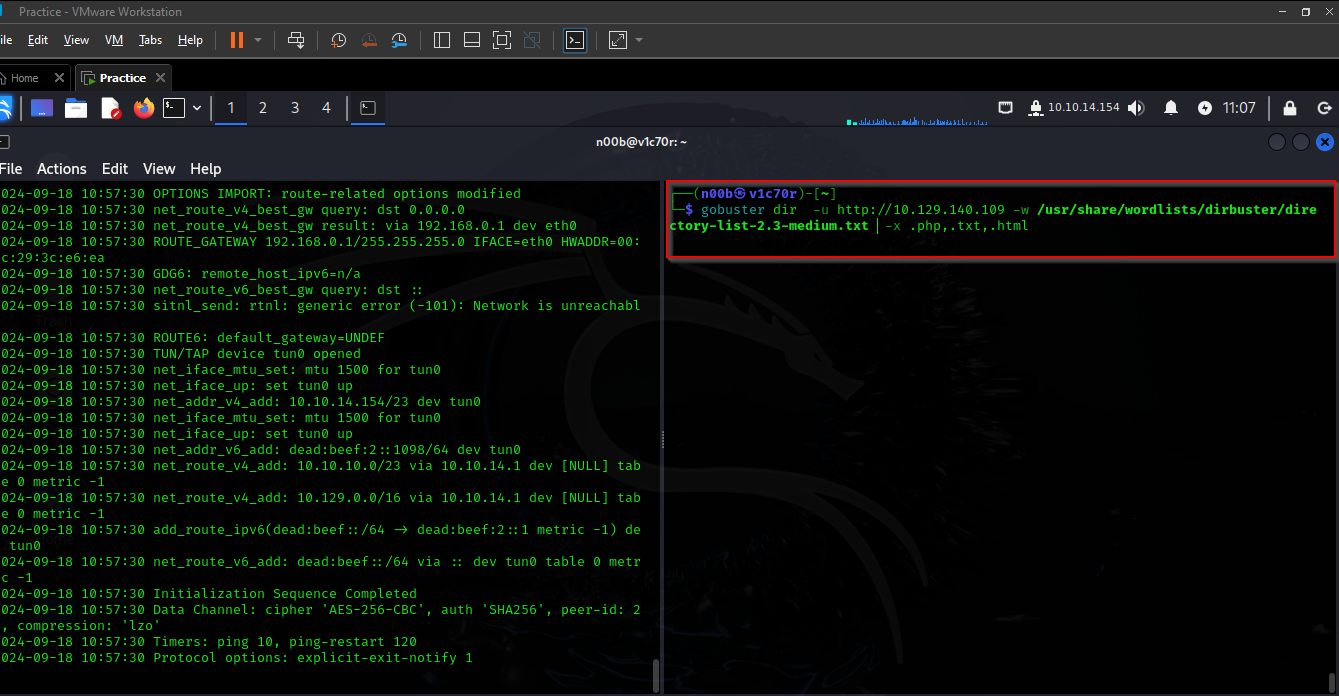 Practice - VMware Workstation
ile Edit View VM Tabs Help
Home Practice
1 2 3 4 10.10.14.154 11:07
n00b@v1c70r: ~
File Actions Edit View Help
024-09-18 10:57:30 OPTIONS IMPORT: route-related options modified
024-09-18 10:57:30 net_route_v4_best_gw query: dst 0.0.0.0
024-09-18 10:57:30 net_route_v4_best_gw result: via 192.168.0.1 dev eth0
024-09-18 10:57:30 ROUTE_GATEWAY 192.168.0.1/255.255.255.0 IFACE=eth0 HWADDR=00:
c:29:3c:e6:ea
024-09-18 10:57:30 GDG6: remote_host_ipv6=n/a
024-09-18 10:57:30 net_route_v6_best_gw query: dst ::
024-09-18 10:57:30 sitnl_send: rtnl: generic error (-101): Network is unreachabl
024-09-18 10:57:30 ROUTE6: default_gateway=UNDEF
024-09-18 10:57:30 TUN/TAP device tun0 opened
024-09-18 10:57:30 net_iface_mtu_set: mtu 1500 for tun0
024-09-18 10:57:30 net_iface_up: set tun0 up
024-09-18 10:57:30 net_addr_v4_add: 10.10.14.154/23 dev tun0
024-09-18 10:57:30 net_iface_mtu_set: mtu 1500 for tun0
024-09-18 10:57:30 net_iface_up: set tun0 up
024-09-18 10:57:30 net_addr_v6_add: dead:beef:2::1098/64 dev tun0
024-09-18 10:57:30 net_route_v4_add: 10.10.10.0/23 via 10.10.14.1 dev [NULL] tab
e 0 metric -1
024-09-18 10:57:30 net_route_v4_add: 10.129.0.0/16 via 10.10.14.1 dev [NULL] tab
e 0 metric -1
024-09-18 10:57:30 add_route_ipv6(dead:beef::/64 -> dead:beef:2::1 metric -1) de
tun0
024-09-18 10:57:30 net_route_v6_add: dead:beef::/64 via :: dev tun0 table 0 metr
c -1
024-09-18 10:57:30 Initialization Sequence Completed
024-09-18 10:57:30 Data Channel: cipher 'AES-256-CBC', auth 'SHA256', peer-id: 2
, compression: 'lzo'
024-09-18 10:57:30 Timers: ping 10, ping-restart 120
024-09-18 10:57:30 Protocol options: explicit-exit-notify 1
┌──(n00b㉿v1c70r)-[~]
└─$ gobuster dir  -u http://10.129.140.109 -w /usr/share/wordlists/dirbuster/dire
ctory-list-2.3-medium.txt -x .php,.txt,.html